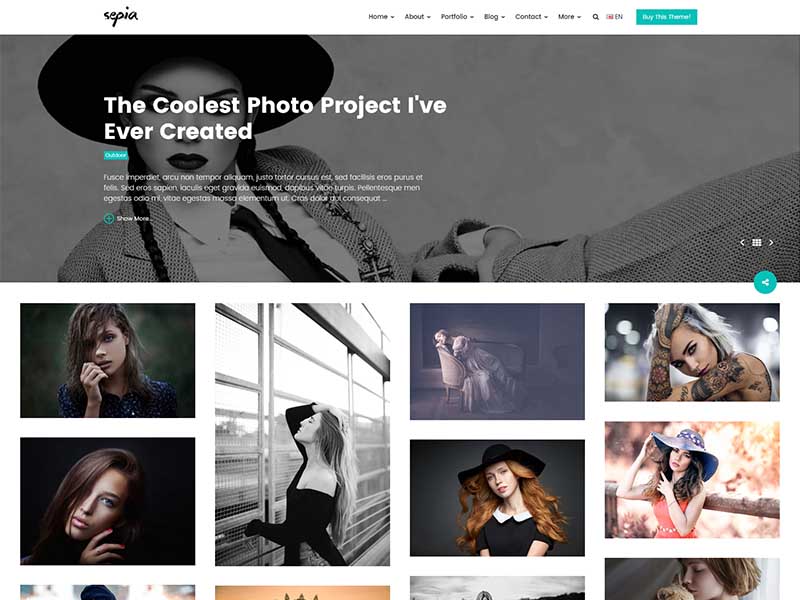 sepia
Home About Portfolio Blog Contact More EN Buy This Theme!
The Coolest Photo Project I've
Ever Created
Outdoor
Fusce imperdiet, arcu non tempor aliquam, justo tortor cursus est, sed facilisis eros purus et
felis. Sed eros sapien, iaculis eget gravida euismod, dapibus vitae turpis. Pellentesque men
egestas odio mi, vitae egestas massa elementum ut. Cras dolor dui consequat ...
Show More...